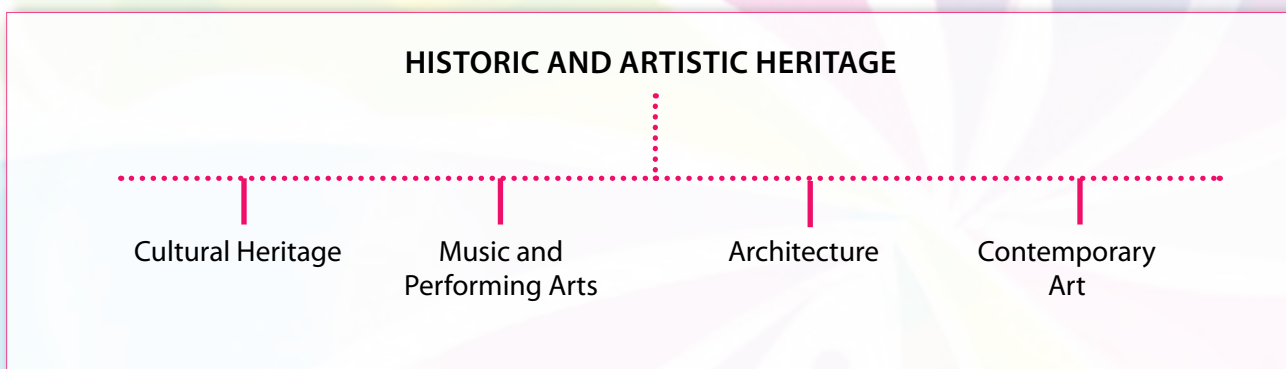 HISTORIC AND ARTISTIC HERITAGE
Cultural Heritage
Music and
Performing Arts
Architecture
Contemporary
Art